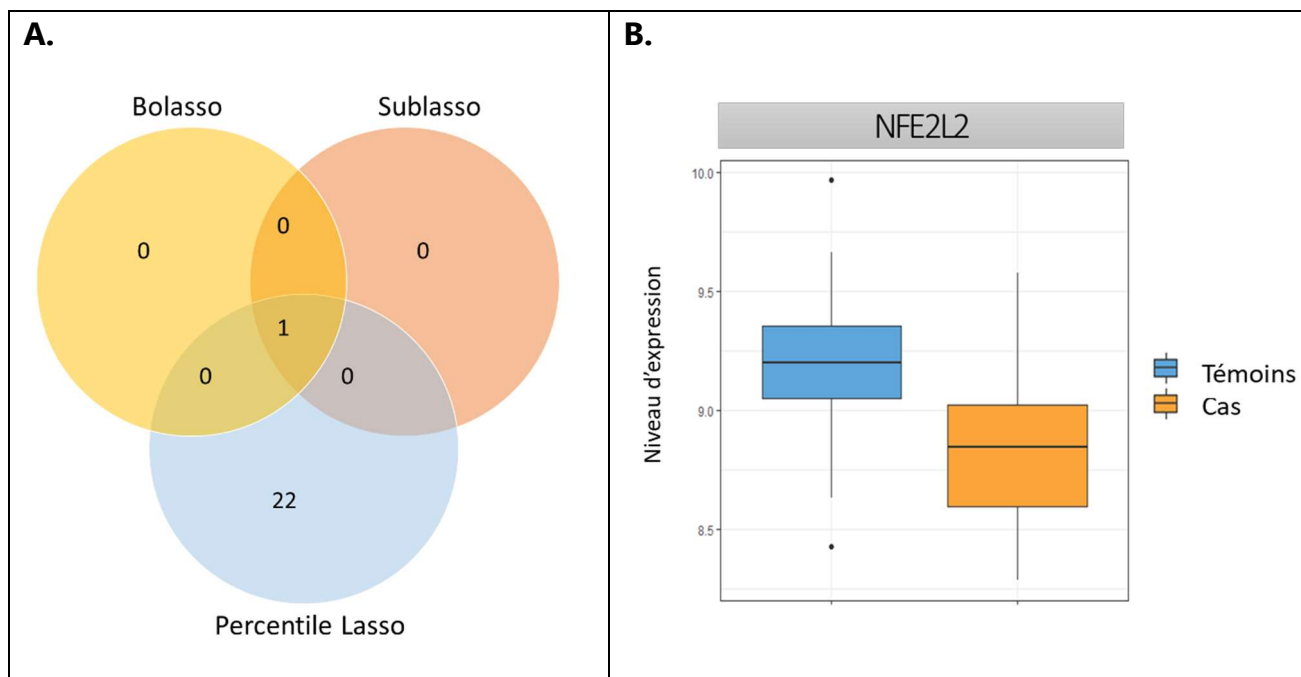 A.
Bolasso
Sublasso
0
0
0
1
0
0
22
Percentile Lasso
B.
NFE2L2
10.0
9.5
9.0
8.5
Niveau d'expression
Témoins
Cas